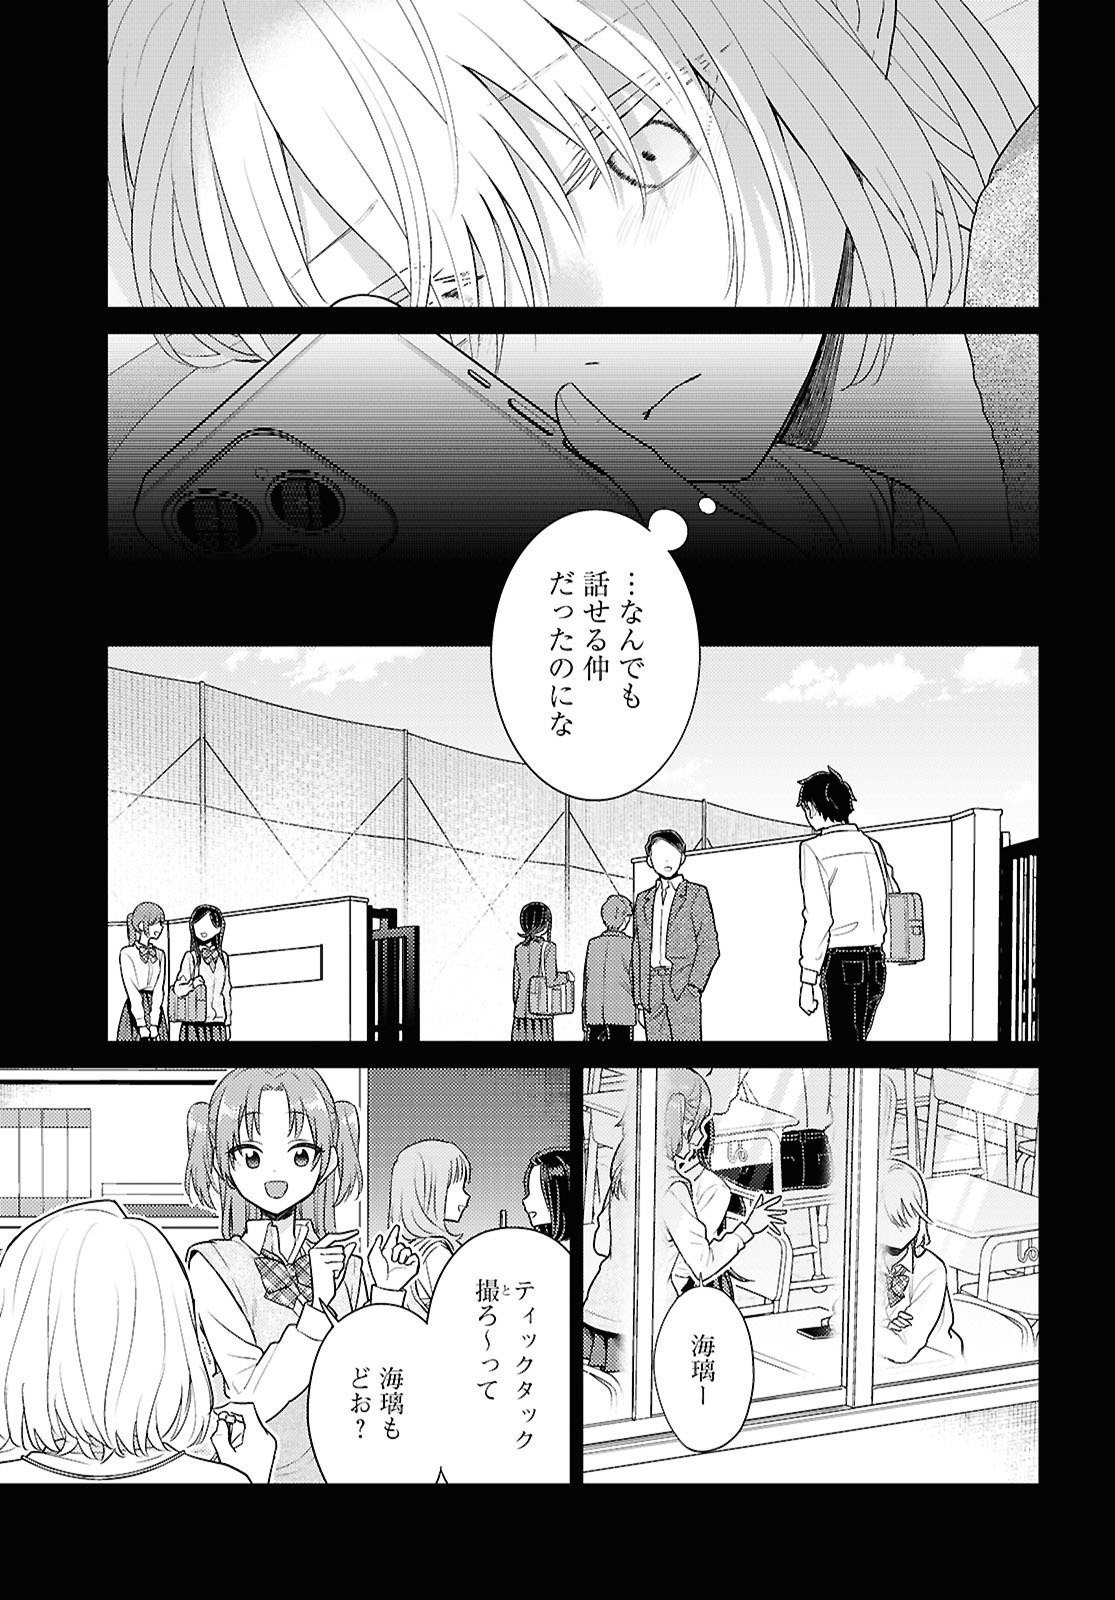 …なんでも
話せる仲
だったのにな
海璃ー
ティックタック
撮ろ～って
と
海璃も
どお？